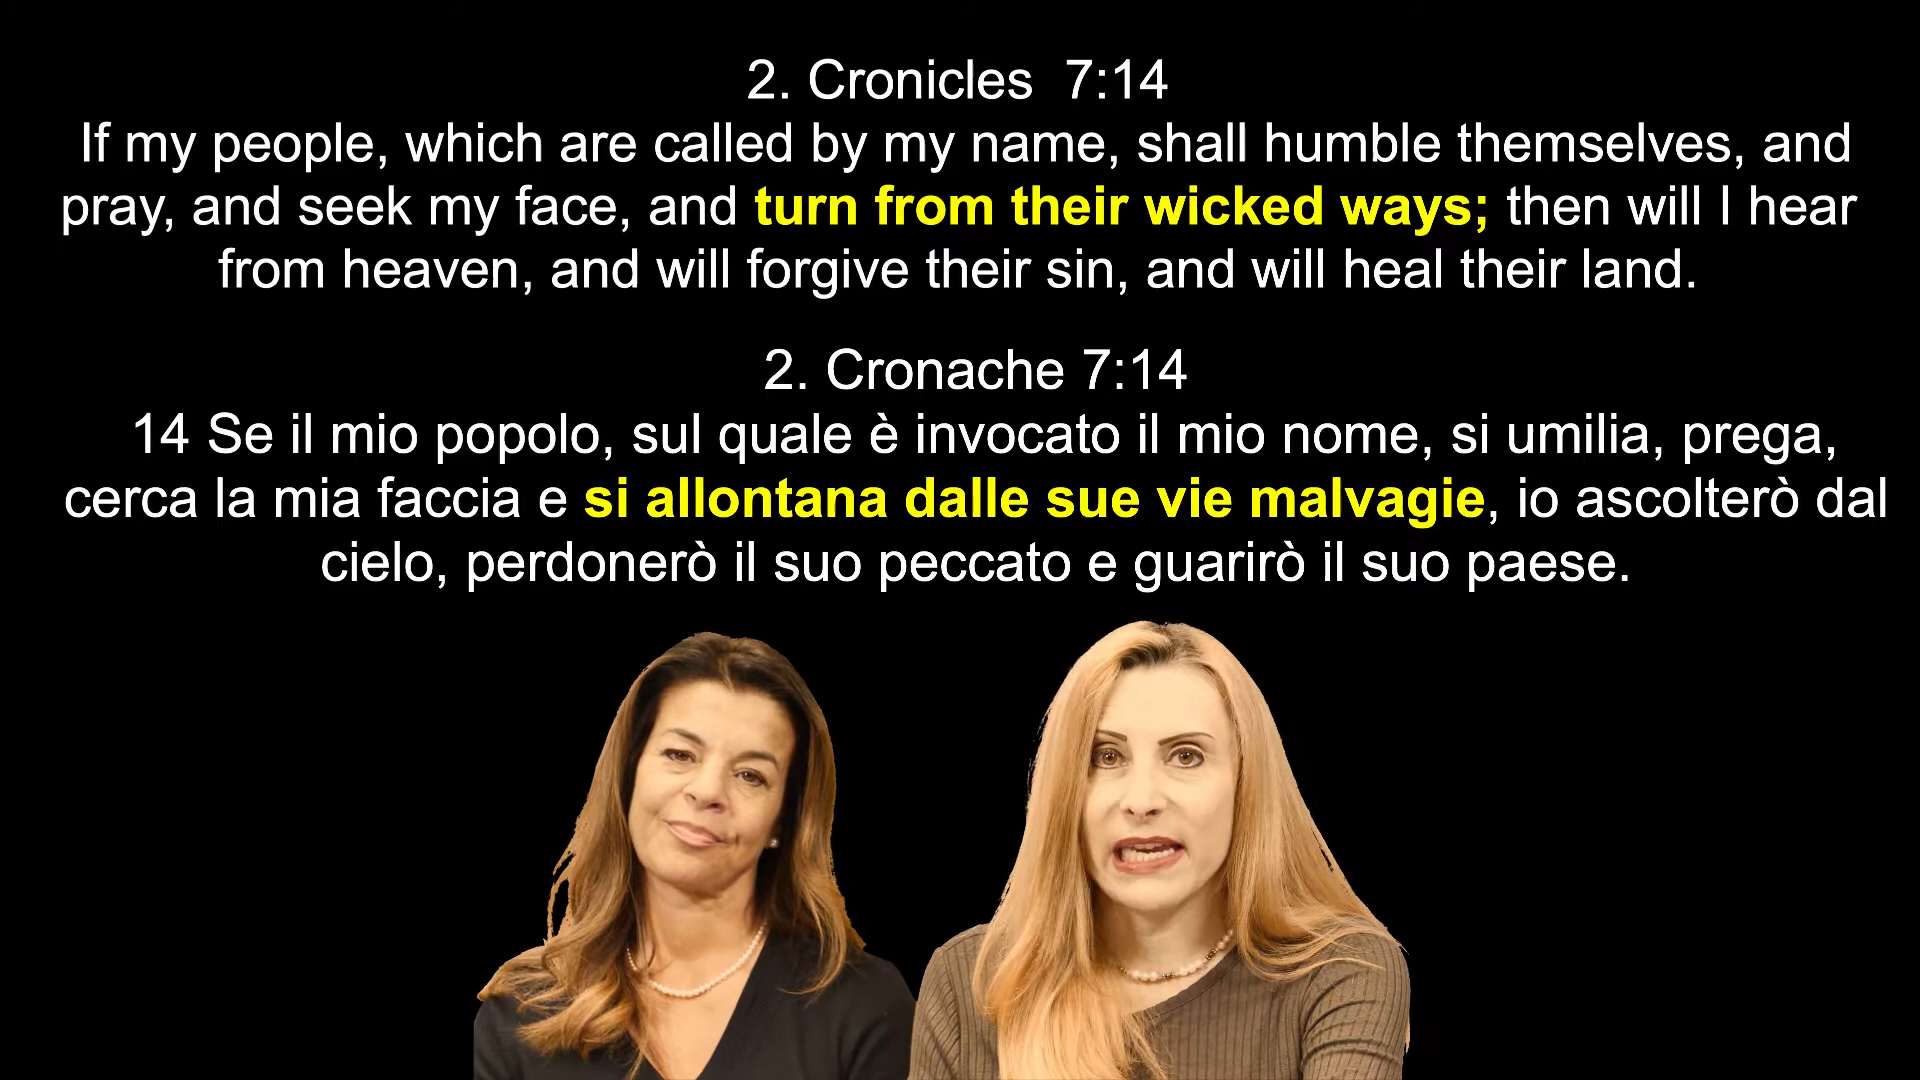 2. Cronicles  7:14
If my people, which are called by my name, shall humble themselves, and
pray, and seek my face, and turn from their wicked ways; then will I hear
from heaven, and will forgive their sin, and will heal their land.
2. Cronache 7:14
14 Se il mio popolo, sul quale è invocato il mio nome, si umilia, prega,
cerca la mia faccia e si allontana dalle sue vie malvagie, io ascolterò dal
cielo, perdonerò il suo peccato e guarirò il suo paese.